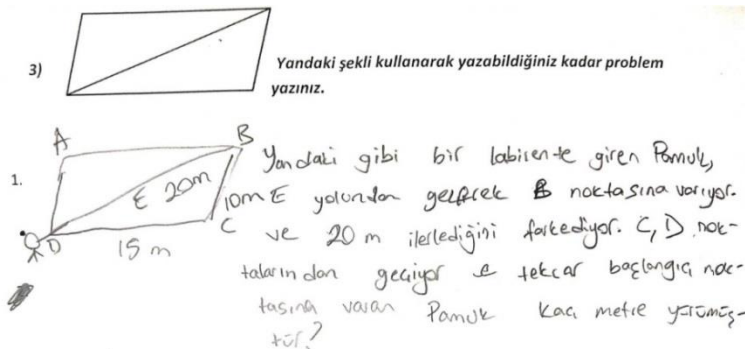 3)
Yandaki şekli kullanarak yazabildiğiniz kadar problem
yazınız.
1.
A
B
E 20m
10m
D
C
15 m
Yandaki gibi bir labirente giren Pamuk,
E yolundan geçerek B noktasına varıyor.
ve 20 m ilerlediğini farkediyor. C, D nok-
talarından geçiyor tekrar başlangıç nok-
tasına varan Pamuk kaç metre yürümüş-
tür?